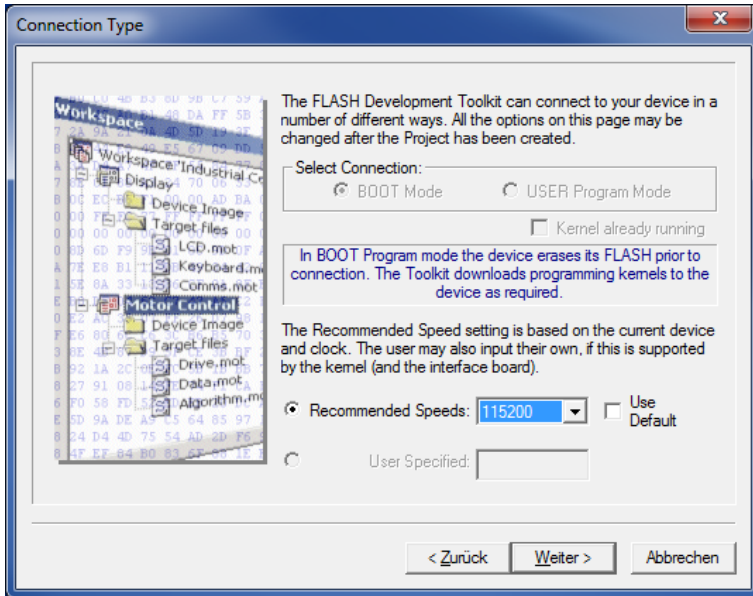 Connection Type
Workspace
Workspace "Industrial Ce
Display
Device Image
Target files
LCD.mot
Keyboard.m
Comms.mot
Motor Control
Device Image
Target files
Drive.mot
Data.mot
Algorithm.mo
The FLASH Development Toolkit can connect to your device in a
number of different ways. All the options on this page may be
changed after the Project has been created.
Select Connection:
BOOT Mode
USER Program Mode
Kernel already running
In BOOT Program mode the device erases its FLASH prior to
connection. The Toolkit downloads programming kernels to the
device as required.
The Recommended Speed setting is based on the current device
and clock. The user may also input their own, if this is supported
by the kernel (and the interface board).
Recommended Speeds: 115200
Use
Default
User Specified:
< Zurück
Weiter >
Abbrechen